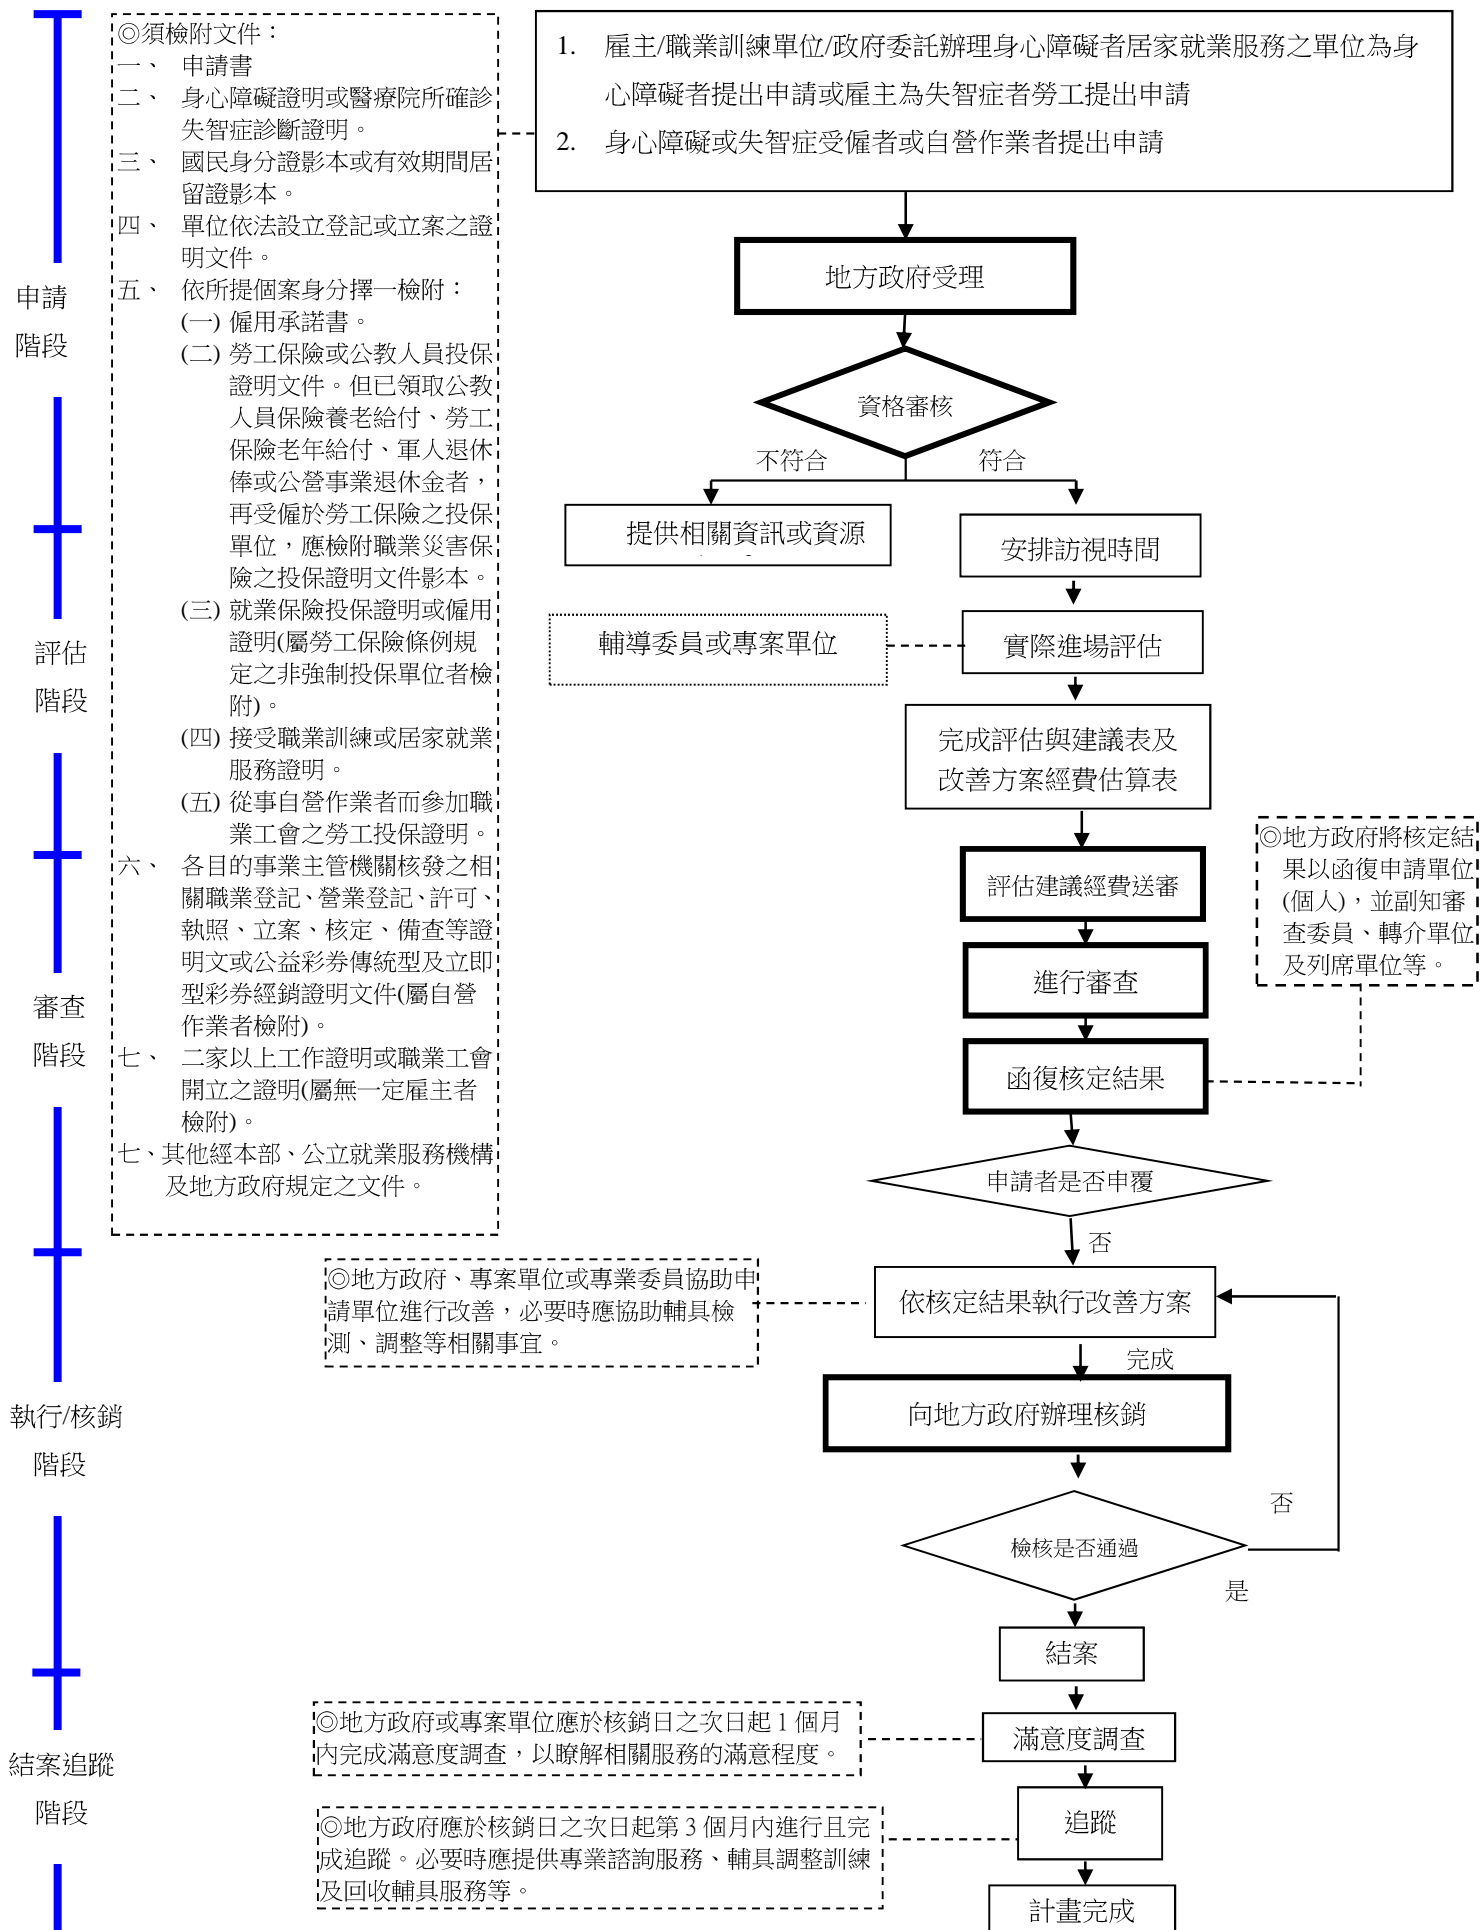 ◎須檢附文件：
一、 申請書
二、 身心障礙證明或醫療院所確診
失智症診斷證明。
三、 國民身分證影本或有效期間居
留證影本。
四、 單位依法設立登記或立案之證
明文件。
五、 依所提個案身分擇一檢附：
(一) 僱用承諾書。
(二) 勞工保險或公教人員投保
證明文件。但已領取公教
人員保險養老給付、勞工
保險老年給付、軍人退休
俸或公營事業退休金者，
再受僱於勞工保險之投保
單位，應檢附職業災害保
險之投保證明文件影本。
(三) 就業保險投保證明或僱用
證明(屬勞工保險條例規
定之非強制投保單位者檢
附)。
(四) 接受職業訓練或居家就業
服務證明。
(五) 從事自營作業者而參加職
業工會之勞工投保證明。
六、 各目的事業主管機關核發之相
關職業登記、營業登記、許可、
執照、立案、核定、備查等證
明文或公益彩券傳統型及立即
型彩券經銷證明文件(屬自營
作業者檢附)。
七、 二家以上工作證明或職業工會
開立之證明(屬無一定雇主者
檢附)。
七、其他經本部、公立就業服務機構
及地方政府規定之文件。
1. 雇主/職業訓練單位/政府委託辦理身心障礙者居家就業服務之單位為身
心障礙者提出申請或雇主為失智症者勞工提出申請
2. 身心障礙或失智症受僱者或自營作業者提出申請
申請
階段
地方政府受理
資格審核
不符合
符合
提供相關資訊或資源
安排訪視時間
評估
階段
輔導委員或專案單位
實際進場評估
完成評估與建議表及
改善方案經費估算表
評估建議經費送審
◎地方政府將核定結
果以函復申請單位
(個人)，並副知審
查委員、轉介單位
及列席單位等。
審查
階段
進行審查
函復核定結果
申請者是否申覆
否
◎地方政府、專案單位或專業委員協助申
請單位進行改善，必要時應協助輔具檢
測、調整等相關事宜。
依核定結果執行改善方案
完成
執行/核銷
階段
向地方政府辦理核銷
否
檢核是否通過
是
結案
◎地方政府或專案單位應於核銷日之次日起 1 個月
內完成滿意度調查，以瞭解相關服務的滿意程度。
滿意度調查
結案追蹤
階段
◎地方政府應於核銷日之次日起第 3 個月內進行且完
成追蹤。必要時應提供專業諮詢服務、輔具調整訓練
及回收輔具服務等。
追蹤
計畫完成